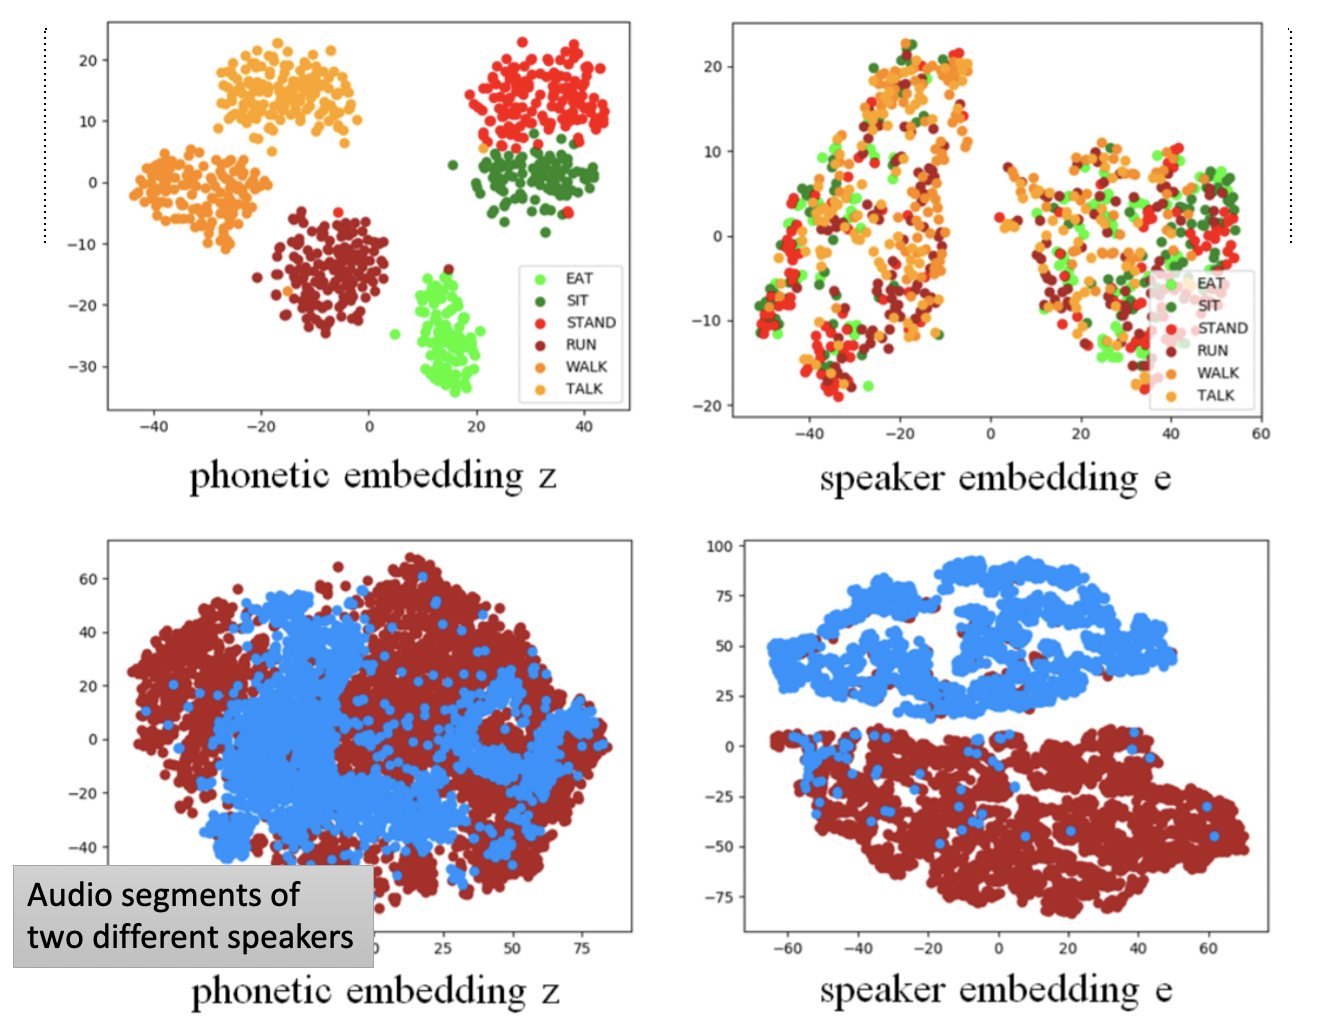 20
10
0
−10
−20
−30
−40
−20
0
20
40
EAT
SIT
STAND
RUN
WALK
TALK
phonetic embedding z
20
10
0
−10
−20
−40
−20
0
20
40
60
EAT
SIT
STAND
RUN
WALK
TALK
speaker embedding e
60
40
20
0
−20
−40
25
50
75
Audio segments of
two different speakers
phonetic embedding z
100
75
50
25
0
−25
−50
−75
−60
−40
−20
0
20
40
60
speaker embedding e